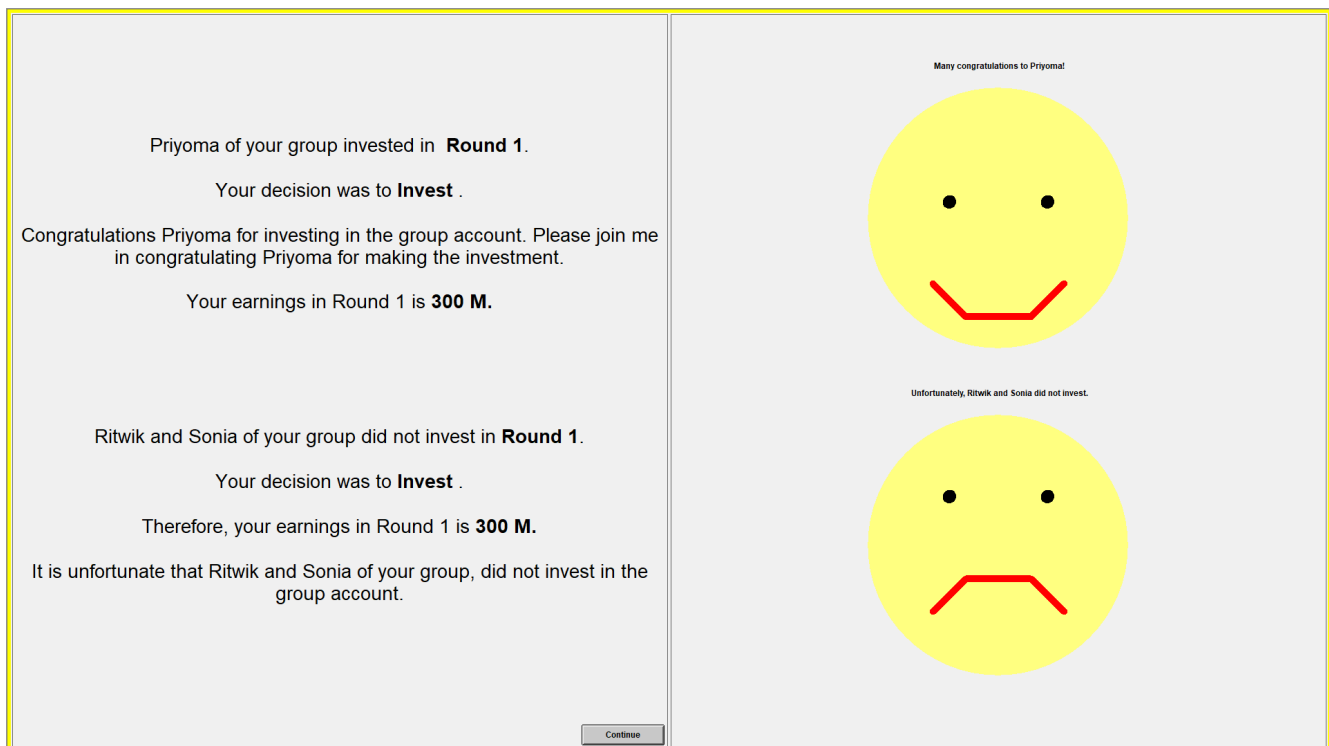 Priyoma of your group invested in Round 1.
Your decision was to Invest .
Congratulations Priyoma for investing in the group account. Please join me
in congratulating Priyoma for making the investment.
Your earnings in Round 1 is 300 M.
Ritwik and Sonia of your group did not invest in Round 1.
Your decision was to Invest .
Therefore, your earnings in Round 1 is 300 M.
It is unfortunate that Ritwik and Sonia of your group, did not invest in the
group account.
Continue
Many congratulations to Priyoma!
Unfortunately, Ritwik and Sonia did not invest.